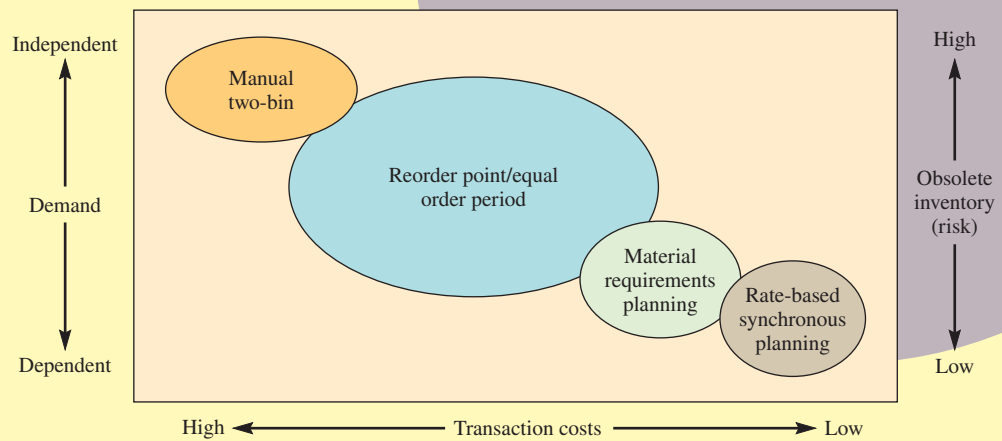 Independent
Demand
Dependent
Manual
two-bin
Reorder point/equal
order period
Material
requirements
planning
Rate-based
synchronous
planning
High
Obsolete
inventory
(risk)
Low
High
Transaction costs
Low